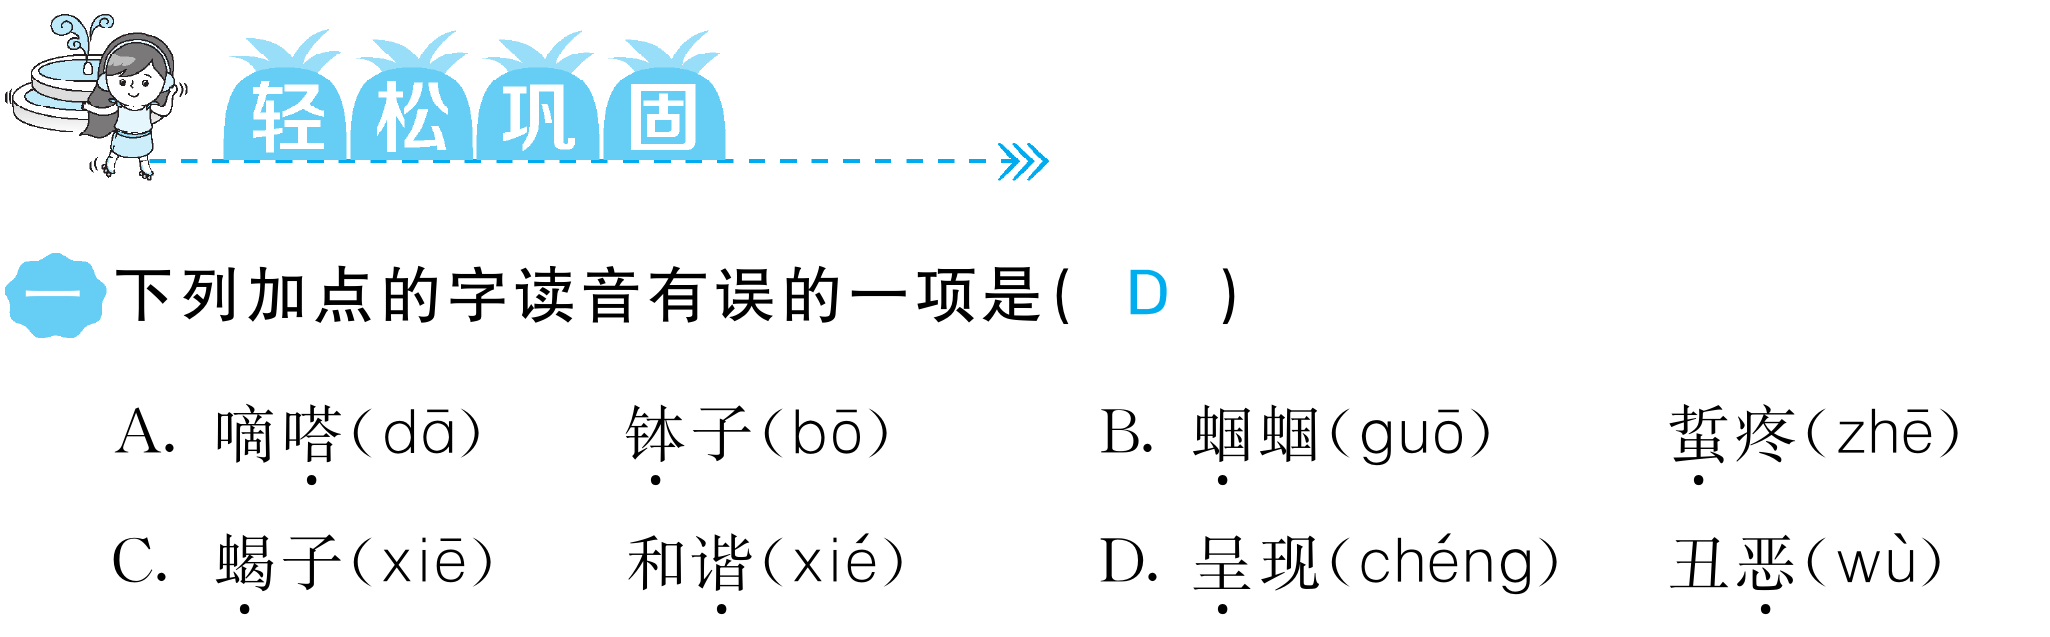 轻松巩固
一 下列加点的字读音有误的一项是( D )
A. 嘀嗒(dā) 钵子(bō) B. 蝈蝈(guō) 蜇疼(zhē)
C. 蝎子(xiē) 和谐(xié) D. 呈现(chéng) 丑恶(wù)